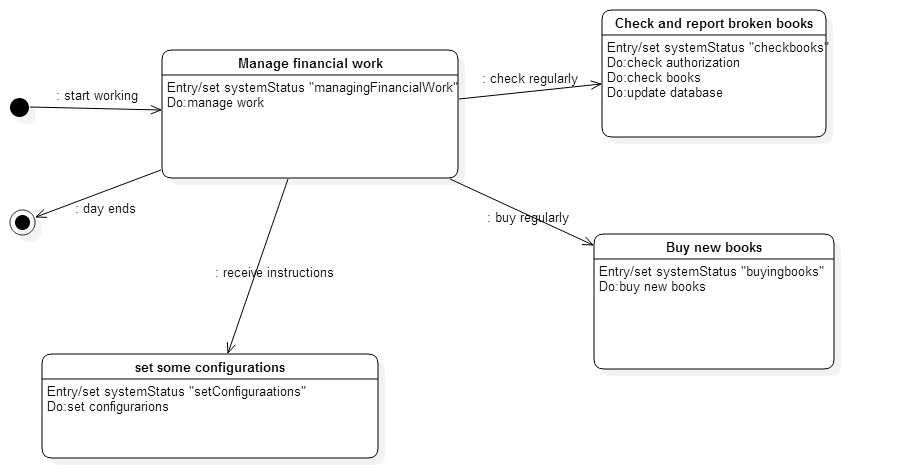 Check and report broken books
Entry/set systemStatus "checkbooks"
Do:check authorization
Do:check books
Do:update database
Manage financial work
Entry/set systemStatus "managingFinancialWork"
Do:manage work
: start working
: check regularly
: day ends
: buy regularly
: receive instructions
Buy new books
Entry/set systemStatus "buyingbooks"
Do:buy new books
set some configurations
Entry/set systemStatus "setConfiguraations"
Do:set configurarions